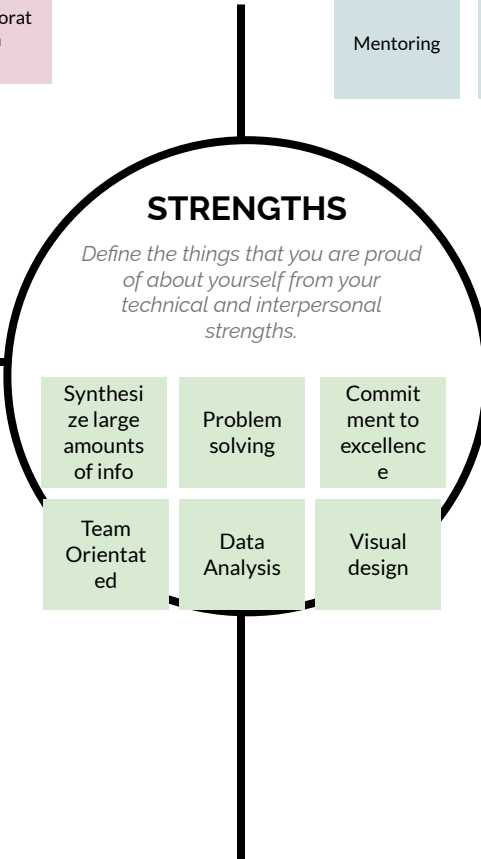 orat
Mentoring
STRENGTHS
Define the things that you are proud
of about yourself from your
technical and interpersonal
strengths.
Synthesi
ze large
amounts
of info
Problem
solving
Commit
ment to
excellenc
e
Team
Orientat
ed
Data
Analysis
Visual
design